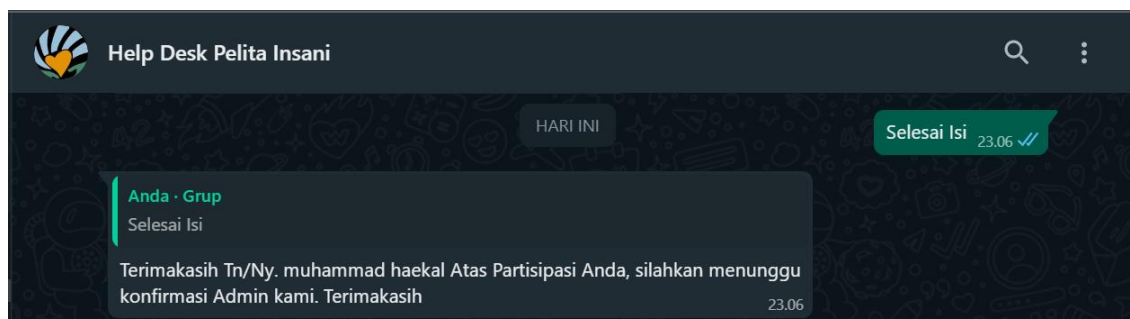 Help Desk Pelita Insani
HARI INI
Selesai Isi 23.06
Anda · Grup
Selesai Isi
Terimakasih Tn/Ny. muhammad haekal Atas Partisipasi Anda, silahkan menunggu
konfirmasi Admin kami. Terimakasih 23.06